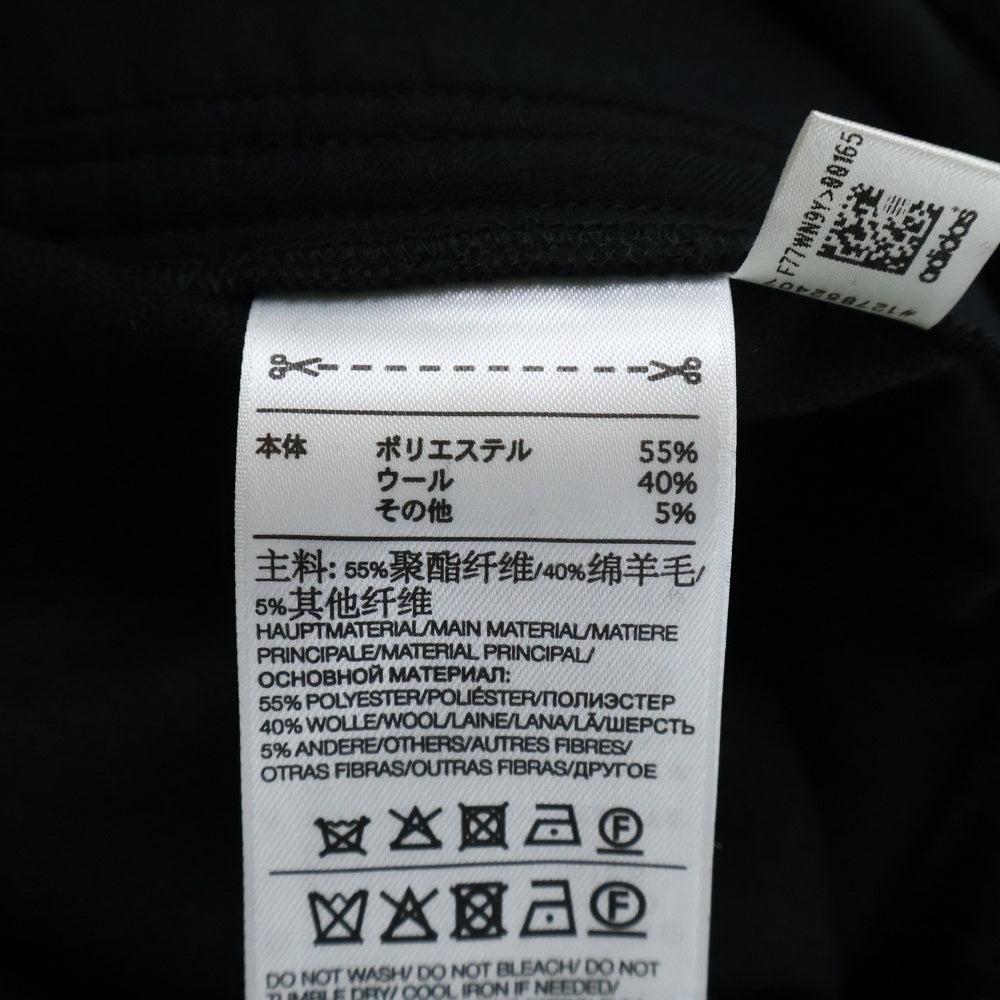 F77WN9Y>00165
adidas
本体 ポリエステル 55%
ウール 40%
その他 5%
主料: 55%聚酯纤维/40%绵羊毛/
5%其他纤维
HAUPTMATERIAL/MAIN MATERIAL/MATIERE
PRINCIPALE/MATERIAL PRINCIPAL/
ОСНОВНОЙ МАТЕРИАЛ:
55% POLYESTER/POLIÉSTER/ПОЛИЭСТЕР
40% WOLLE/WOOL/LAINE/LANA/LÃ/ШЕРСТЬ
5% ANDERE/OTHERS/AUTRES FIBRES/
OTRAS FIBRAS/OUTRAS FIBRAS/ДРУГОЕ
F
F
DO NOT WASH/ DO NOT BLEACH/ DO NOT
TUMBLE DRY/ COOL IRON IF NEEDED/